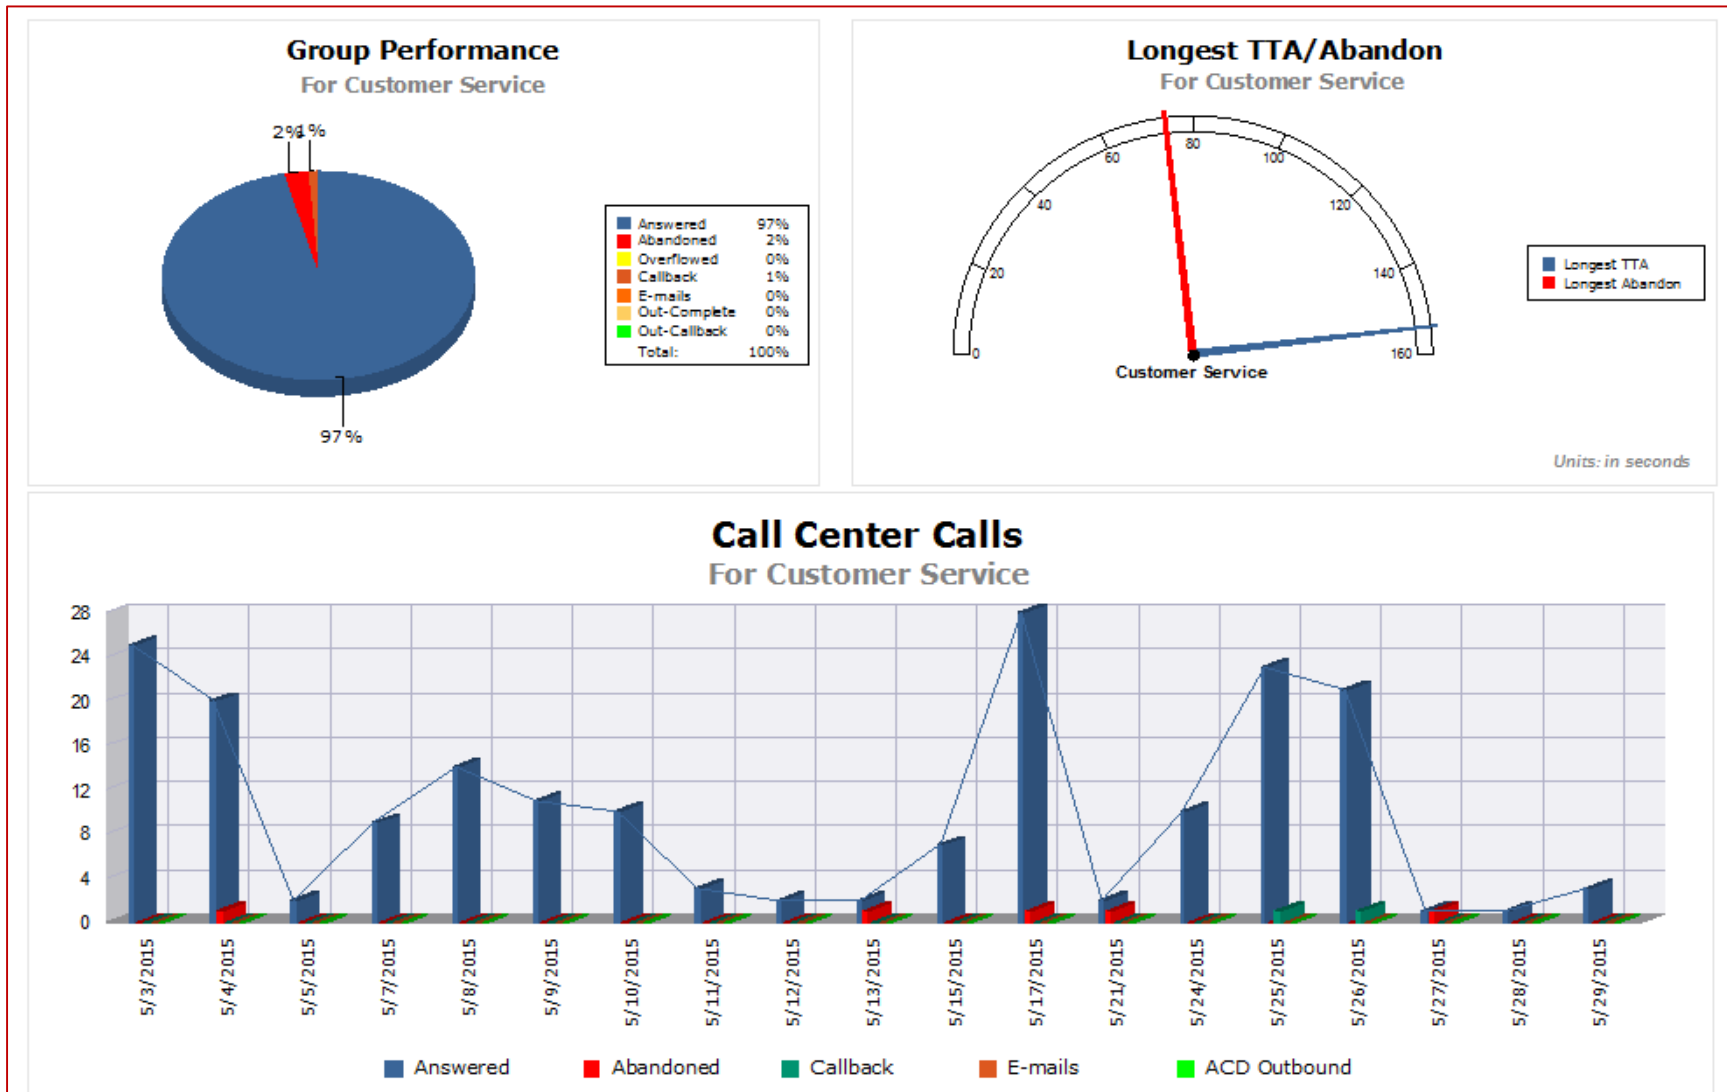 Group Performance
For Customer Service
2%
1%
97%
Answered 97%
Abandoned 2%
Overflowed 0%
Callback 1%
E-mails 0%
Out-Complete 0%
Out-Callback 0%
Total: 100%
Longest TTA/Abandon
For Customer Service
0
20
40
60
80
100
120
140
160
Customer Service
Longest TTA
Longest Abandon
Units: in seconds
Call Center Calls
For Customer Service
28
24
20
16
12
8
4
0
5/3/2015
5/4/2015
5/5/2015
5/7/2015
5/8/2015
5/9/2015
5/10/2015
5/11/2015
5/12/2015
5/13/2015
5/15/2015
5/17/2015
5/21/2015
5/24/2015
5/25/2015
5/26/2015
5/27/2015
5/28/2015
5/29/2015
Answered Abandoned Callback E-mails ACD Outbound